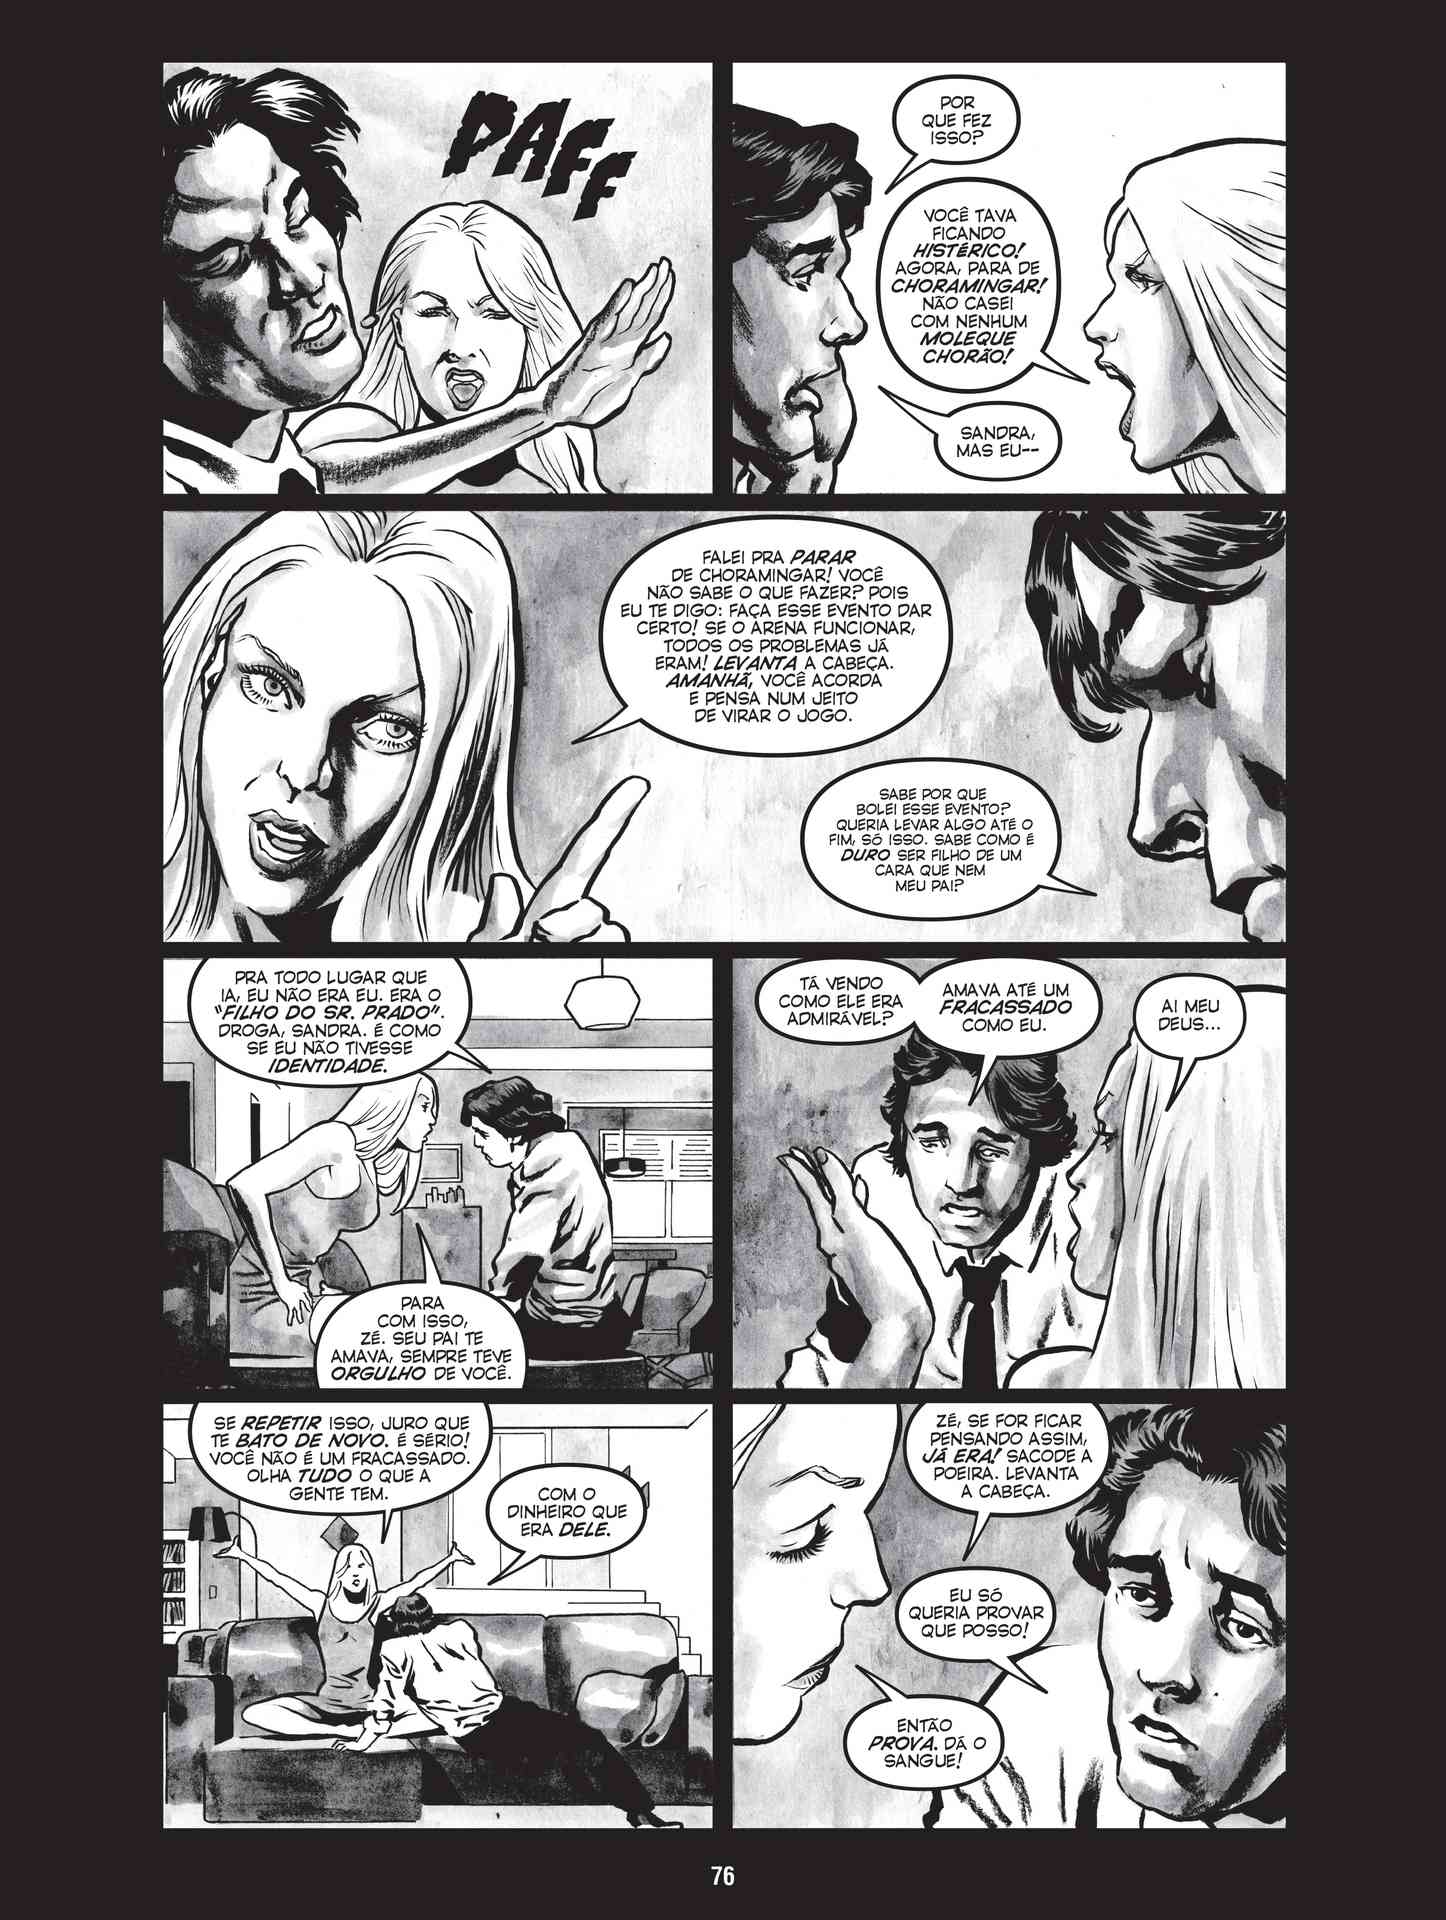 PAFF
POR
QUE FEZ
ISSO?
VOCÊ TAVA
FICANDO
HISTÉRICO!
AGORA, PARA DE
CHORAMINGAR!
NÃO CASEI
COM NENHUM
MOLEQUE
CHORÃO!
SANDRA,
MAS EU--
FALEI PRA PARAR
DE CHORAMINGAR! VOCÊ
NÃO SABE O QUE FAZER? POIS
EU TE DIGO: FAÇA ESSE EVENTO DAR
CERTO! SE O ARENA FUNCIONAR,
TODOS OS PROBLEMAS JÁ
ERAM! LEVANTA A CABEÇA.
AMANHÃ, VOCÊ ACORDA
E PENSA NUM JEITO
DE VIRAR O JOGO.
SABE POR QUE
BOLEI ESSE EVENTO?
QUERIA LEVAR ALGO ATÉ O
FIM, SÓ ISSO. SABE COMO É
DURO SER FILHO DE UM
CARA QUE NEM
MEU PAI?
PRA TODO LUGAR QUE
IA, EU NÃO ERA EU. ERA O
"FILHO DO SR. PRADO".
DROGA, SANDRA. É COMO
SE EU NÃO TIVESSE
IDENTIDADE.
PARA
COM ISSO,
ZÉ. SEU PAI TE
AMAVA, SEMPRE TEVE
ORGULHO DE VOCÊ.
TÁ VENDO
COMO ELE ERA
ADMIRÁVEL?
AMAVA ATÉ UM
FRACASSADO
COMO EU.
AI MEU
DEUS...
SE REPETIR ISSO, JURO QUE
TE BATO DE NOVO. É SÉRIO!
VOCÊ NÃO É UM FRACASSADO.
OLHA TUDO O QUE A
GENTE TEM.
COM O
DINHEIRO QUE
ERA DELE.
ZÉ, SE FOR FICAR
PENSANDO ASSIM,
JÁ ERA! SACODE A
POEIRA. LEVANTA
A CABEÇA.
EU SÓ
QUERIA PROVAR
QUE POSSO!
ENTÃO
PROVA. DÁ O
SANGUE!
76